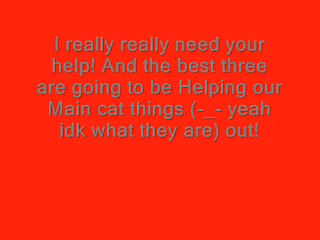 I really really need your
help! And the best three
are going to be Helping our
Main cat things (-_- yeah
idk what they are) out!